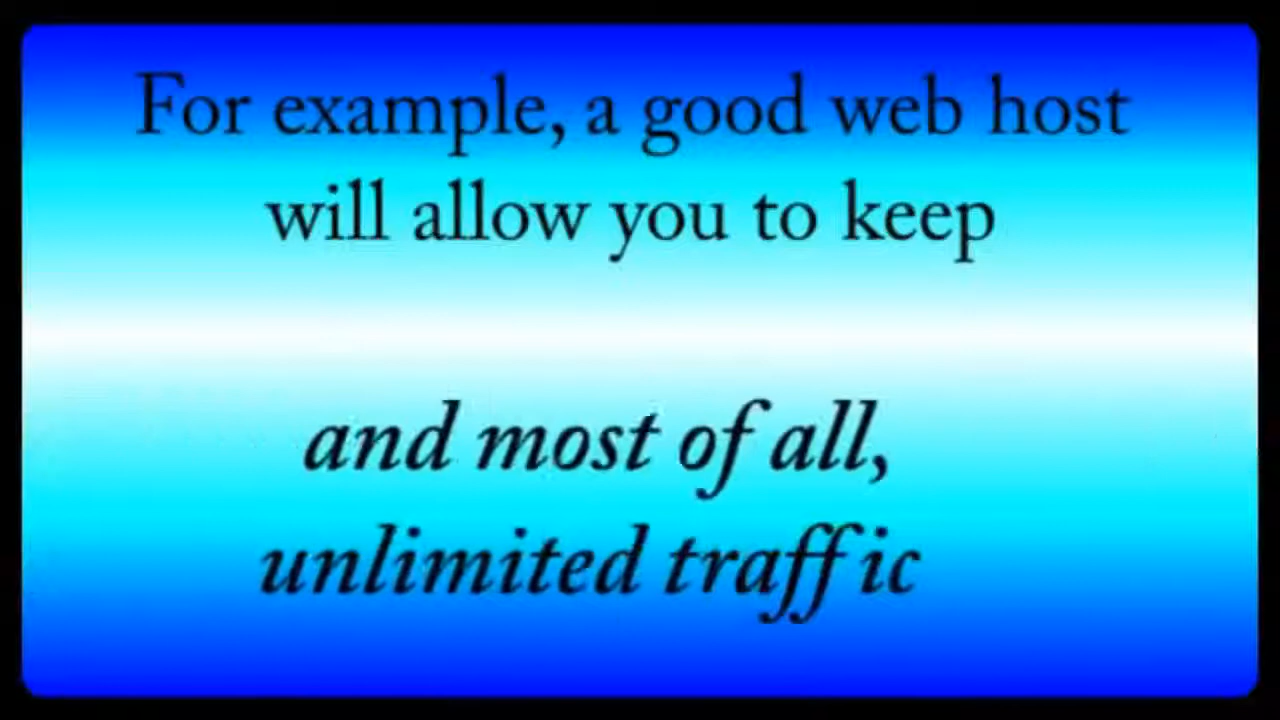 For example, a good web host
will allow you to keep
and most of all,
unlimited traffic